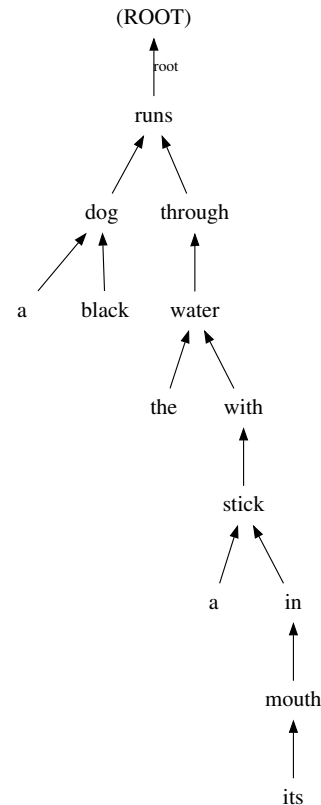 (ROOT)
root
runs
dog through
a black water
the with
stick
a in
mouth
its